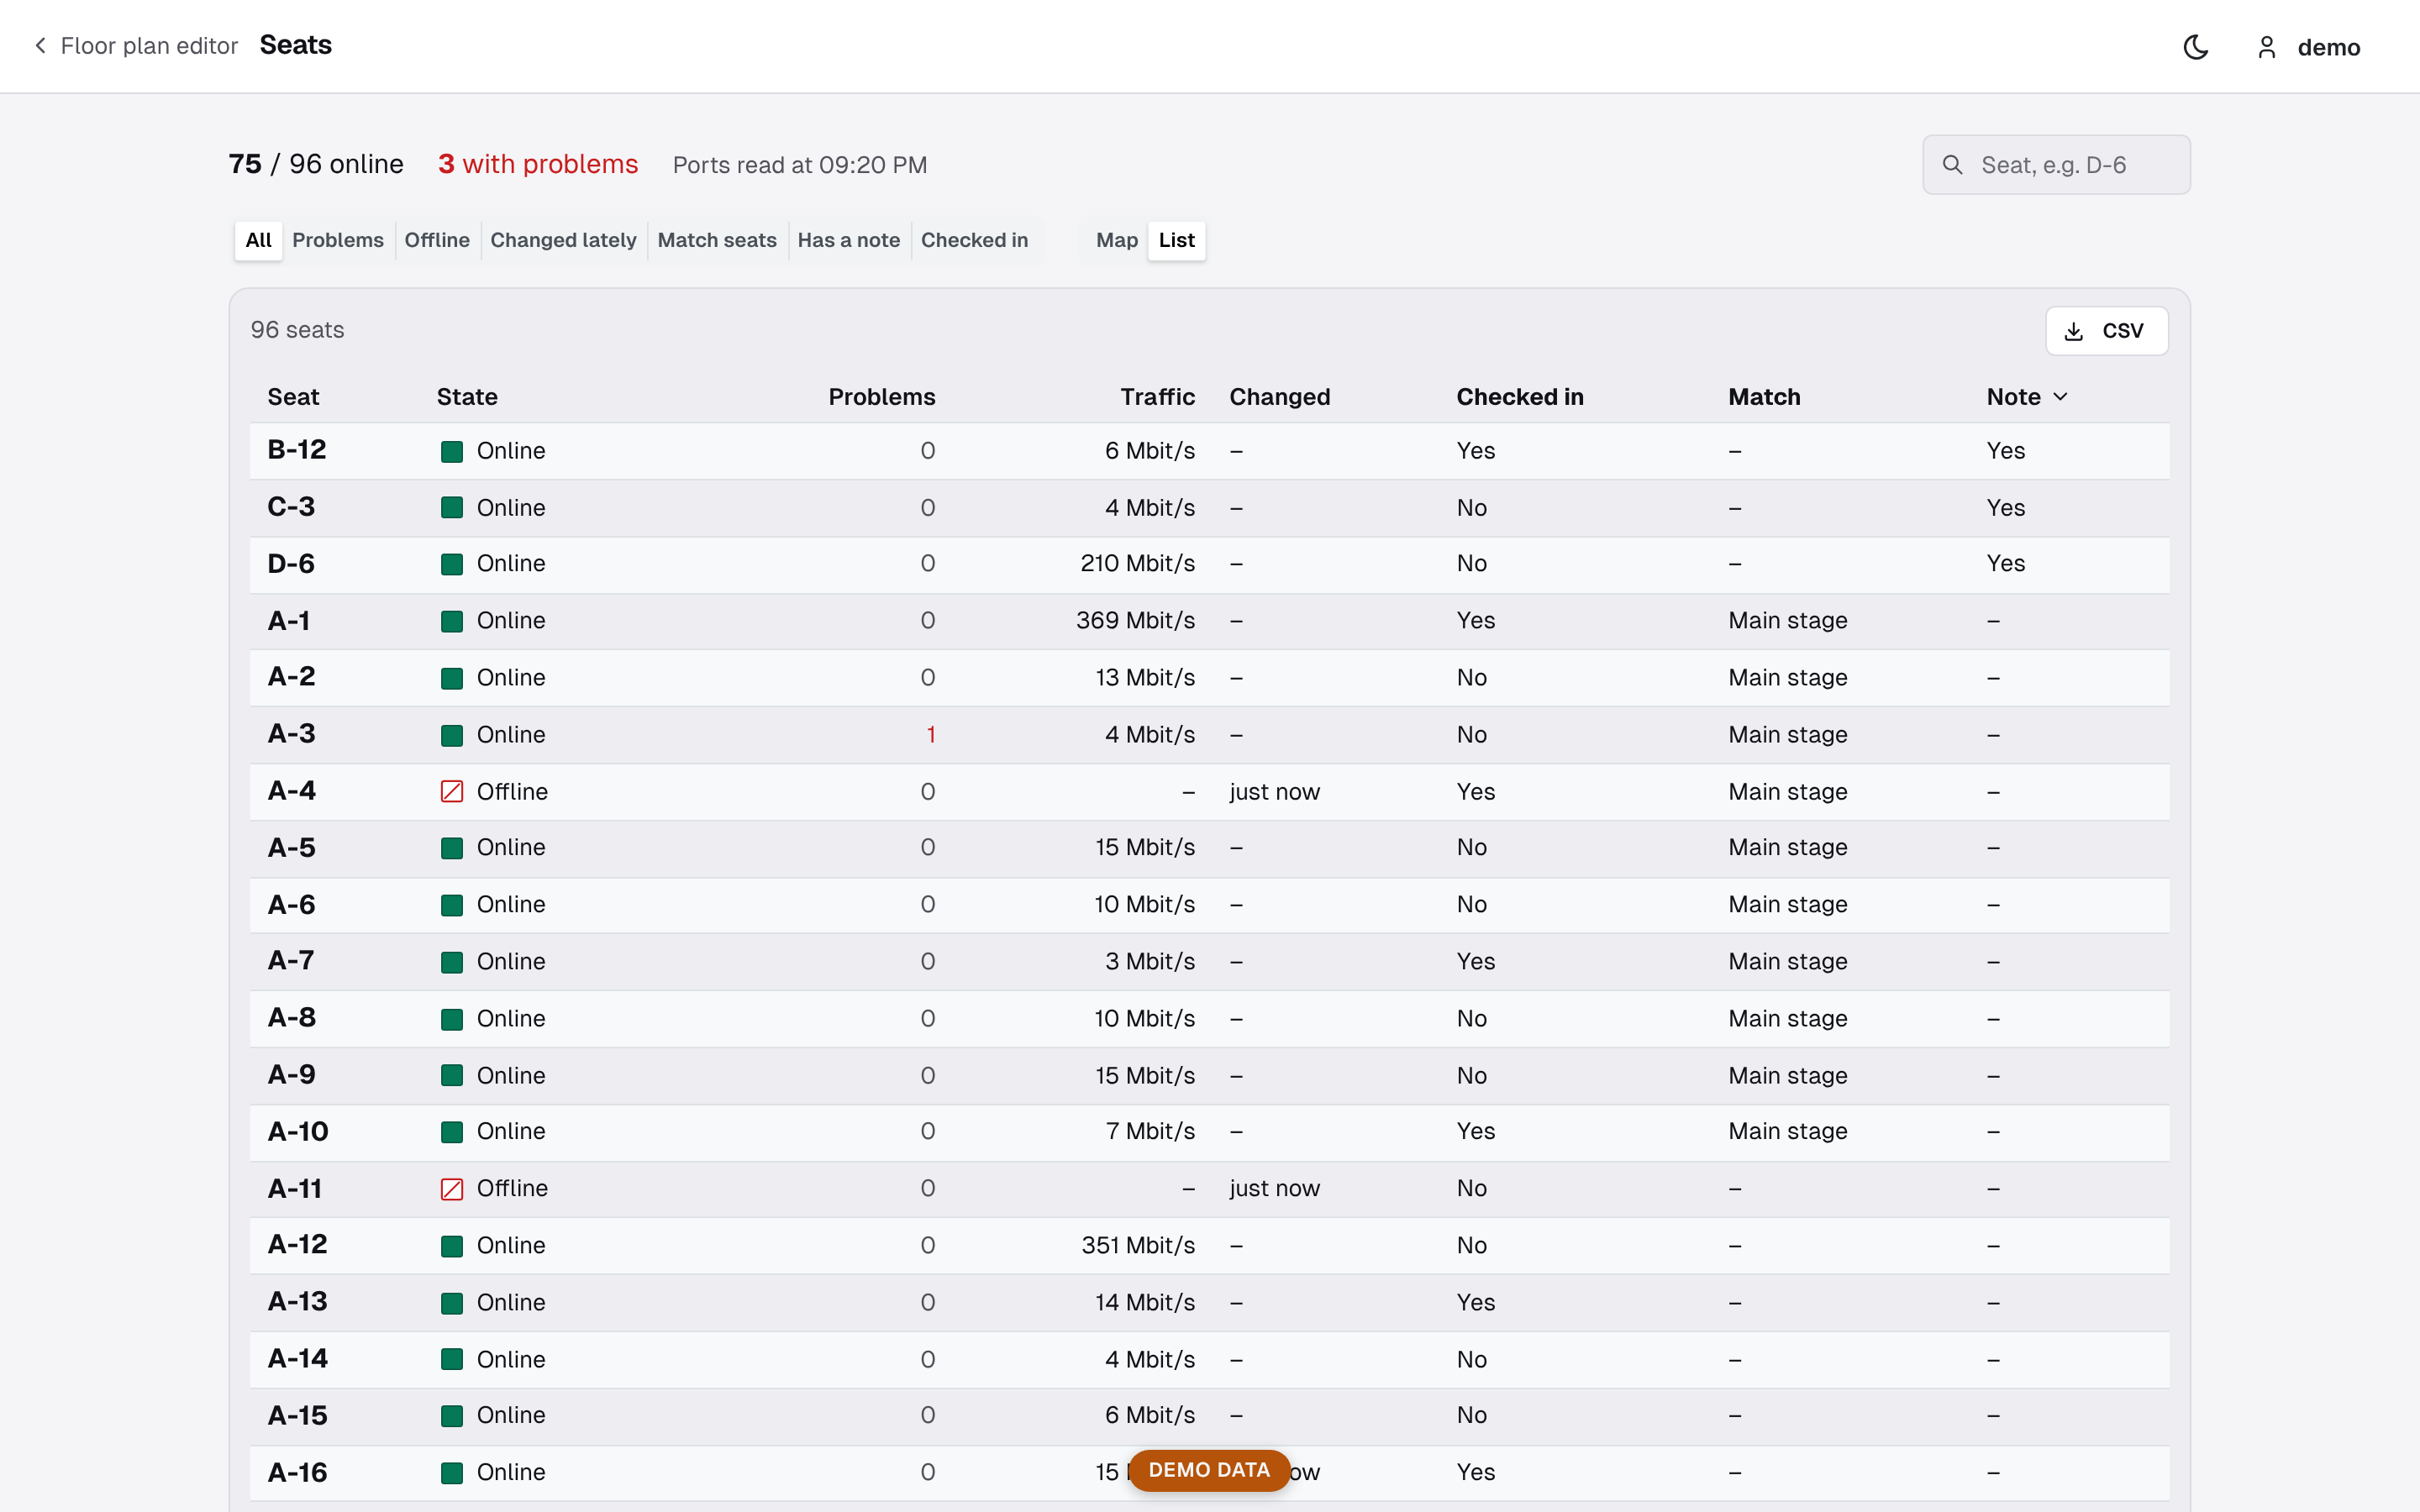 Floor plan editor Seats demo
75 / 96 online 3 with problems Ports read at 09:20 PM Seat, e.g. D-6
All Problems Offline Changed lately Match seats Has a note Checked in Map List
96 seats CSV
Seat State Problems Traffic Changed Checked in Match Note
B-12 Online 0 6 Mbit/s – Yes – Yes
C-3 Online 0 4 Mbit/s – No – Yes
D-6 Online 0 210 Mbit/s – No – Yes
A-1 Online 0 369 Mbit/s – Yes Main stage –
A-2 Online 0 13 Mbit/s – No Main stage –
A-3 Online 1 4 Mbit/s – No Main stage –
A-4 Offline 0 – just now Yes Main stage –
A-5 Online 0 15 Mbit/s – No Main stage –
A-6 Online 0 10 Mbit/s – No Main stage –
A-7 Online 0 3 Mbit/s – Yes Main stage –
A-8 Online 0 10 Mbit/s – No Main stage –
A-9 Online 0 15 Mbit/s – No Main stage –
A-10 Online 0 7 Mbit/s – Yes Main stage –
A-11 Offline 0 – just now No – –
A-12 Online 0 351 Mbit/s – No – –
A-13 Online 0 14 Mbit/s – Yes – –
A-14 Online 0 4 Mbit/s – No – –
A-15 Online 0 6 Mbit/s – No – –
A-16 Online 0 15 DEMO DATA Yes – –